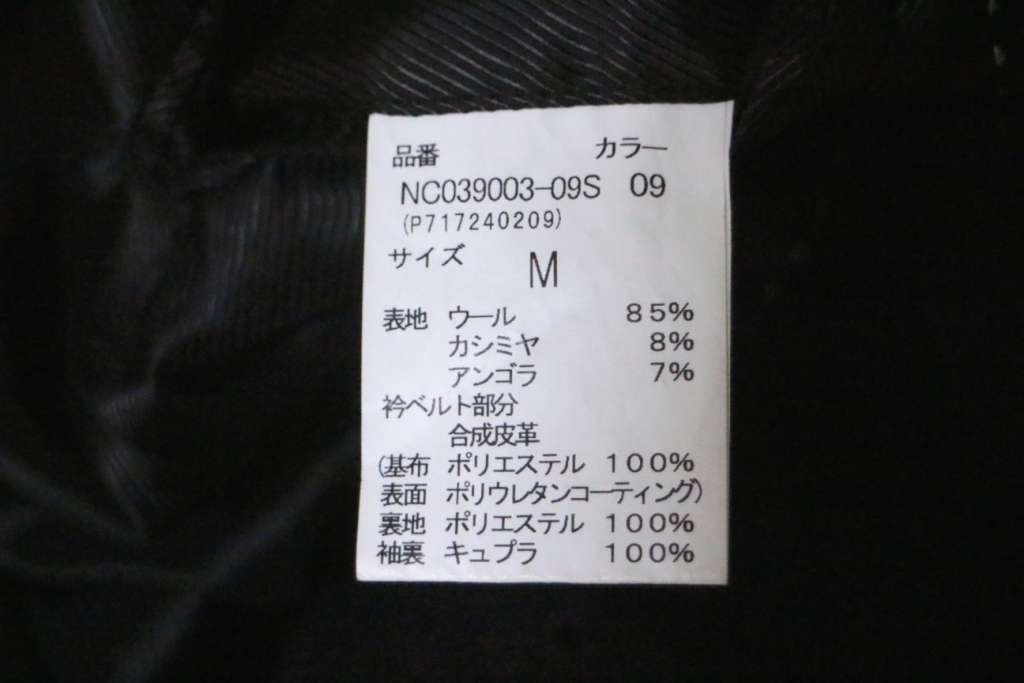 品番 カラー
NC039003-09S 09
(P717240209)
サイズ M
表地 ウール 85%
カシミヤ 8%
アンゴラ 7%
衿ベルト部分
合成皮革
(基布 ポリエステル 100%
表面 ポリウレタンコーティング)
裏地 ポリエステル 100%
袖裏 キュプラ 100%